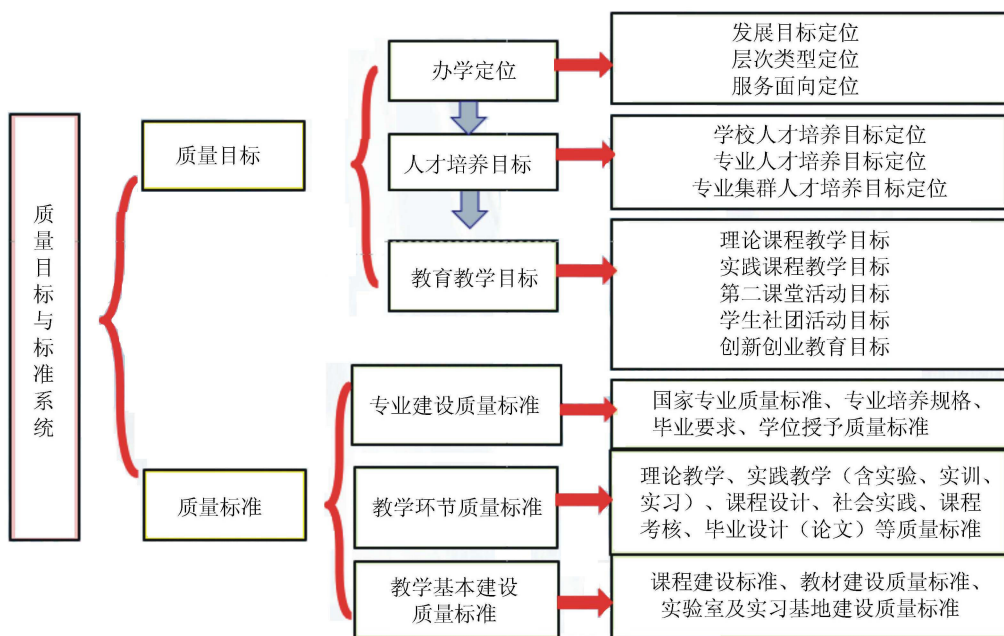 质量目标与标准系统
质量目标
办学定位
发展目标定位
层次类型定位
服务面向定位
人才培养目标
学校人才培养目标定位
专业人才培养目标定位
专业集群人才培养目标定位
教育教学目标
理论课程教学目标
实践课程教学目标
第二课堂活动目标
学生社团活动目标
创新创业教育目标
质量标准
专业建设质量标准
国家专业质量标准、专业培养规格、
毕业要求、学位授予质量标准
教学环节质量标准
理论教学、实践教学（含实验、实训、
实习）、课程设计、社会实践、课程
考核、毕业设计（论文）等质量标准
教学基本建设
质量标准
课程建设标准、教材建设质量标准、
实验室及实习基地建设质量标准